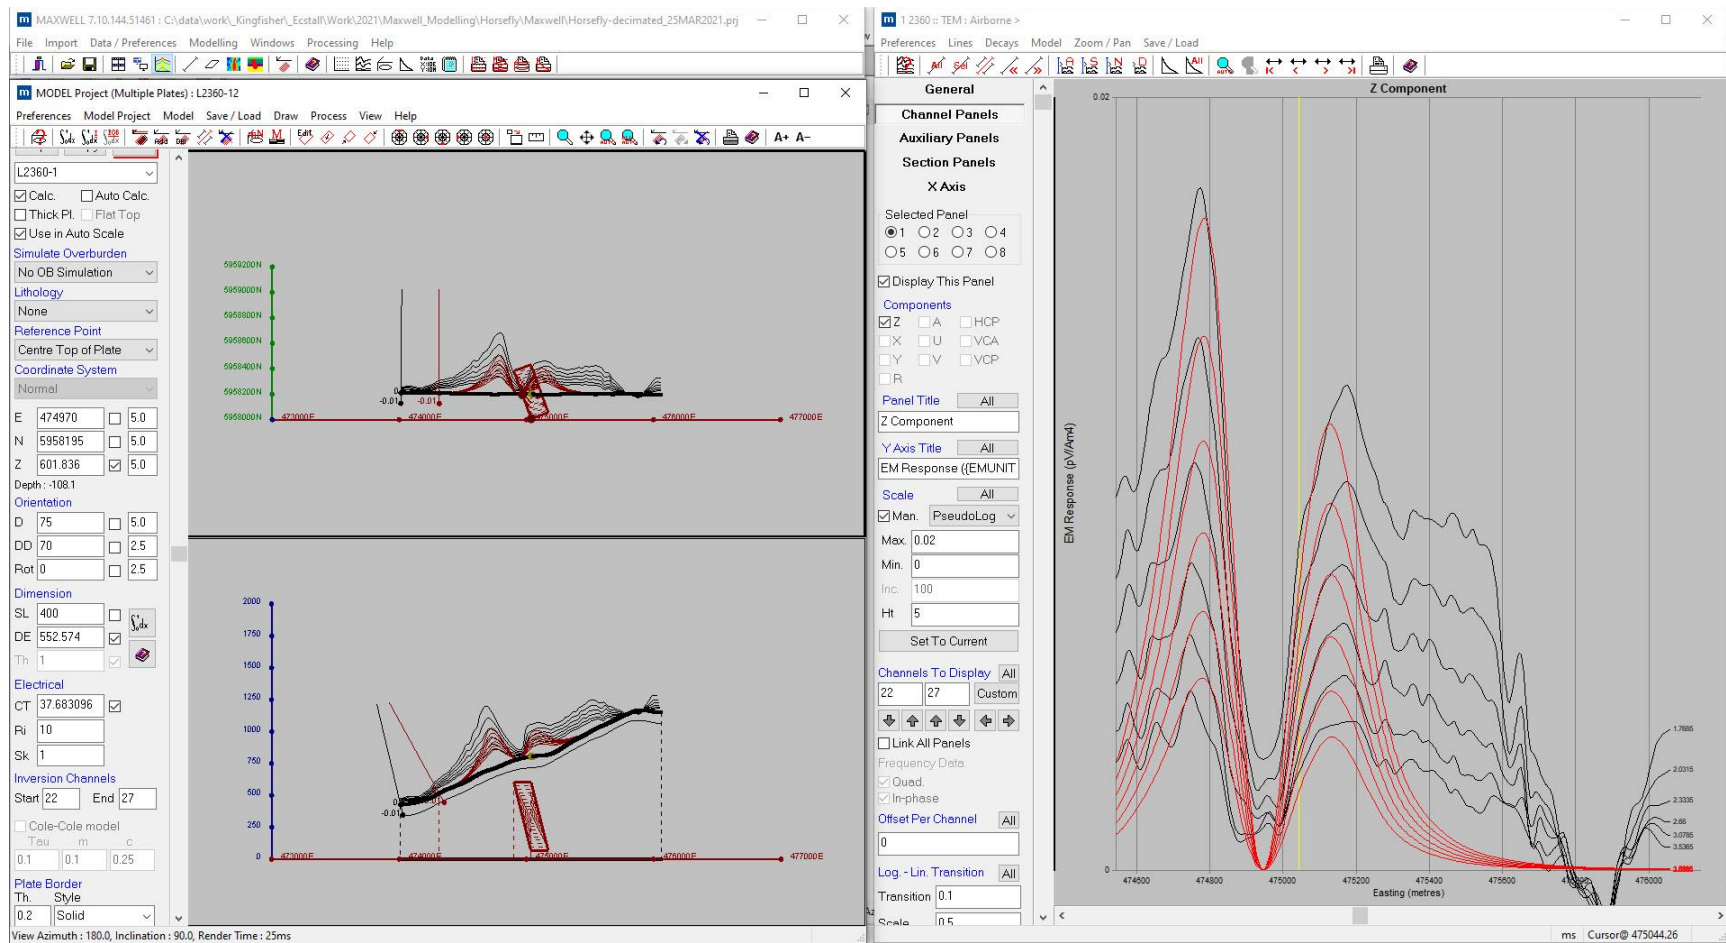 MAXWELL 7.10.144.51461 : C:\data\work\_Kingfisher\_Ecstall\Work\2021\Maxwell_Modelling\Horsefly\Maxwell\Horsefly-decimated_25MAR2021.prj
File Import Data / Preferences Modelling Windows Processing Help
MODEL Project (Multiple Plates) : L2360-12
Preferences Model Project Model Save / Load Draw Process View Help
A+ A-
L2360-1
Calc. Auto Calc.
Thick Pl. Flat Top
Use in Auto Scale
Simulate Overburden
No OB Simulation
Lithology
None
Reference Point
Centre Top of Plate
Coordinate System
Normal
E 474970 5.0
N 5958195 5.0
Z 601.836 5.0
Depth : -108.1
Orientation
D 75 5.0
DD 70 2.5
Rot 0 2.5
Dimension
SL 400
DE 552.574
Th 1
Electrical
CT 37.683096
Ri 10
Sk 1
Inversion Channels
Start 22 End 27
Cole-Cole model
Tau m c
0.1 0.1 0.25
Plate Border
Th. Style
0.2 Solid
View Azimuth : 180.0, Inclination : 90.0, Render Time : 25ms
5959200N
5959000N
5958800N
5958600N
5958400N
5958200N
5958000N
0
-0.01 -0.01
473000E 474000E 475000E 476000E 477000E
2000
1750
1500
1250
1000
750
500
250
0
0
-0.01
473000E 474000E 475000E 476000E 477000E
1 2360 :: TEM : Airborne >
Preferences Lines Decays Model Zoom / Pan Save / Load
General
Channel Panels
Auxiliary Panels
Section Panels
X Axis
Selected Panel
1 2 3 4
5 6 7 8
Display This Panel
Components
Z A HCP
X U VCA
Y V VCP
R
Panel Title All
Z Component
Y Axis Title All
EM Response ({EMUNIT
Scale All
Man. PseudoLog
Max. 0.02
Min. 0
Inc. 100
Ht 5
Set To Current
Channels To Display All
22 27 Custom
Link All Panels
Frequency Data
Quad.
In-phase
Offset Per Channel All
0
Log. - Lin. Transition All
Transition 0.1
Scale 0.5
Z Component
0.02
EM Response (pV/Am4)
0
1.7665
2.0315
2.3335
2.68
3.0765
3.5365
474600 474800 475000 475200 475400 475600 475800 476000
Easting (metres)
ms Cursor@ 475044.26